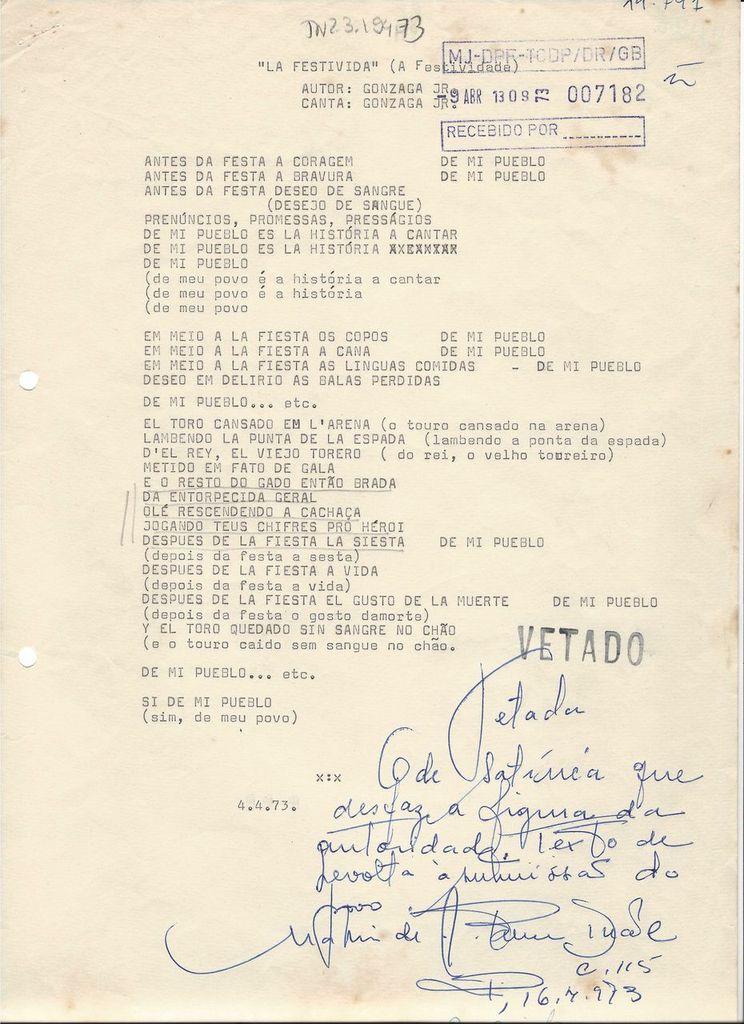 "LA FESTIVIDA" (A Festividade)
MJ-DPF-TCDP/DR/GB
AUTOR: GONZAGA JR.
CANTA: GONZAGA JR.
-9 ABR 1309 73 007182
RECEBIDO POR
ANTES DA FESTA A CORAGEM DE MI PUEBLO
ANTES DA FESTA A BRAVURA DE MI PUEBLO
ANTES DA FESTA DESEO DE SANGRE
(DESEJO DE SANGUE)
PRENÚNCIOS, PROMESSAS, PRESSÁGIOS
DE MI PUEBLO ES LA HISTÓRIA A CANTAR
DE MI PUEBLO ES LA HISTÓRIA
DE MI PUEBLO
(de meu povo é a história a cantar
(de meu povo é a história
(de meu povo
EM MEIO A LA FIESTA OS COPOS DE MI PUEBLO
EM MEIO A LA FIESTA A CANA DE MI PUEBLO
EM MEIO A LA FIESTA AS LINGUAS COMIDAS - DE MI PUEBLO
DESEO EM DELIRIO AS BALAS PERDIDAS
DE MI PUEBLO... etc.
EL TORO CANSADO EM L'ARENA (o touro cansado na arena)
LAMBENDO LA PUNTA DE LA ESPADA (lambendo a ponta da espada)
D'EL REY, EL VIEJO TORERO ( do rei, o velho toureiro)
METIDO EM FATO DE GALA
E O RESTO DO GADO ENTÃO BRADA
DA ENTORPECIDA GERAL
OLÉ RESCENDENDO A CACHAÇA
JOGANDO TEUS CHIFRES PRO HÉROI
DESPUES DE LA FIESTA LA SIESTA DE MI PUEBLO
(depois da festa a sesta)
DESPUES DE LA FIESTA A VIDA
(depois da festa a vida)
DESPUES DE LA FIESTA EL GUSTO DE LA MUERTE DE MI PUEBLO
(depois da festa o gosto damorte)
Y EL TORO QUEDADO SIN SANGRE NO CHÃO
(e o touro caido sem sangue no chão.
VETADO
DE MI PUEBLO... etc.
SI DE MI PUEBLO
(sim, de meu povo)
Vetada
x:x
Ode satírica que
4.4.73.
desfaz a figura da
autoridade. Texto de
revolta à submissão do
povo.
C. 115
16.4.973